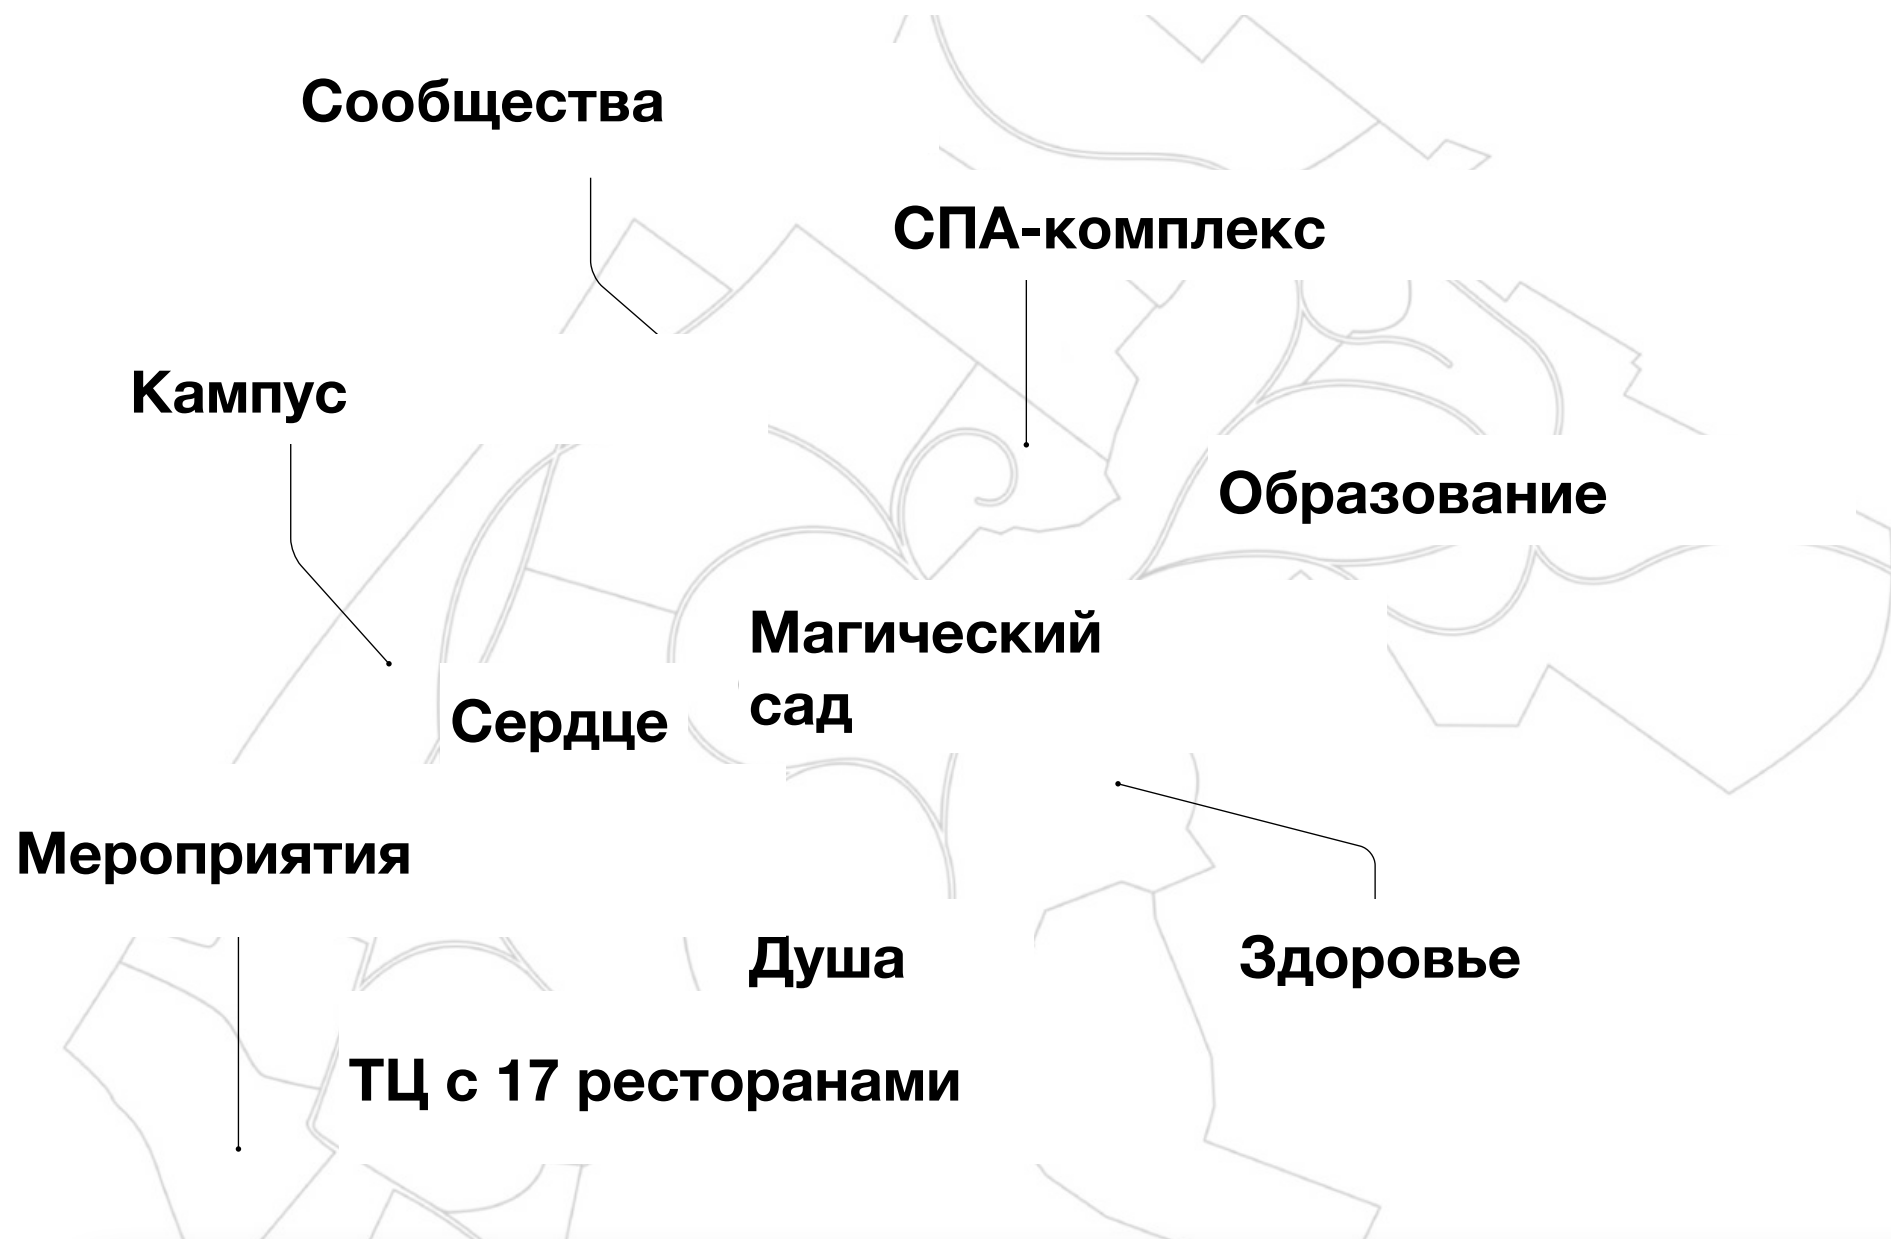 Сообщества
СПА-комплекс
Кампус
Образование
Магический
сад
Сердце
Мероприятия
Душа
Здоровье
ТЦ с 17 ресторанами